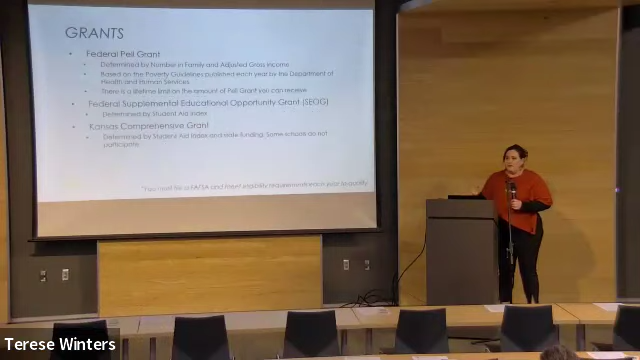 GRANTS
• Federal Pell Grant
• Determined by Number in Family and Adjusted Gross Income
• Based on the Poverty Guidelines published each year by the Department of
Health and Human Services
• There is a lifetime limit on the amount of Pell Grant you can receive
• Federal Supplemental Educational Opportunity Grant (SEOG)
• Determined by Student Aid Index
• Kansas Comprehensive Grant
• Determined by Student Aid Index and state funding. Some schools do not
participate
*You must file a FAFSA and meet eligibility requirements each year to qualify
Terese Winters